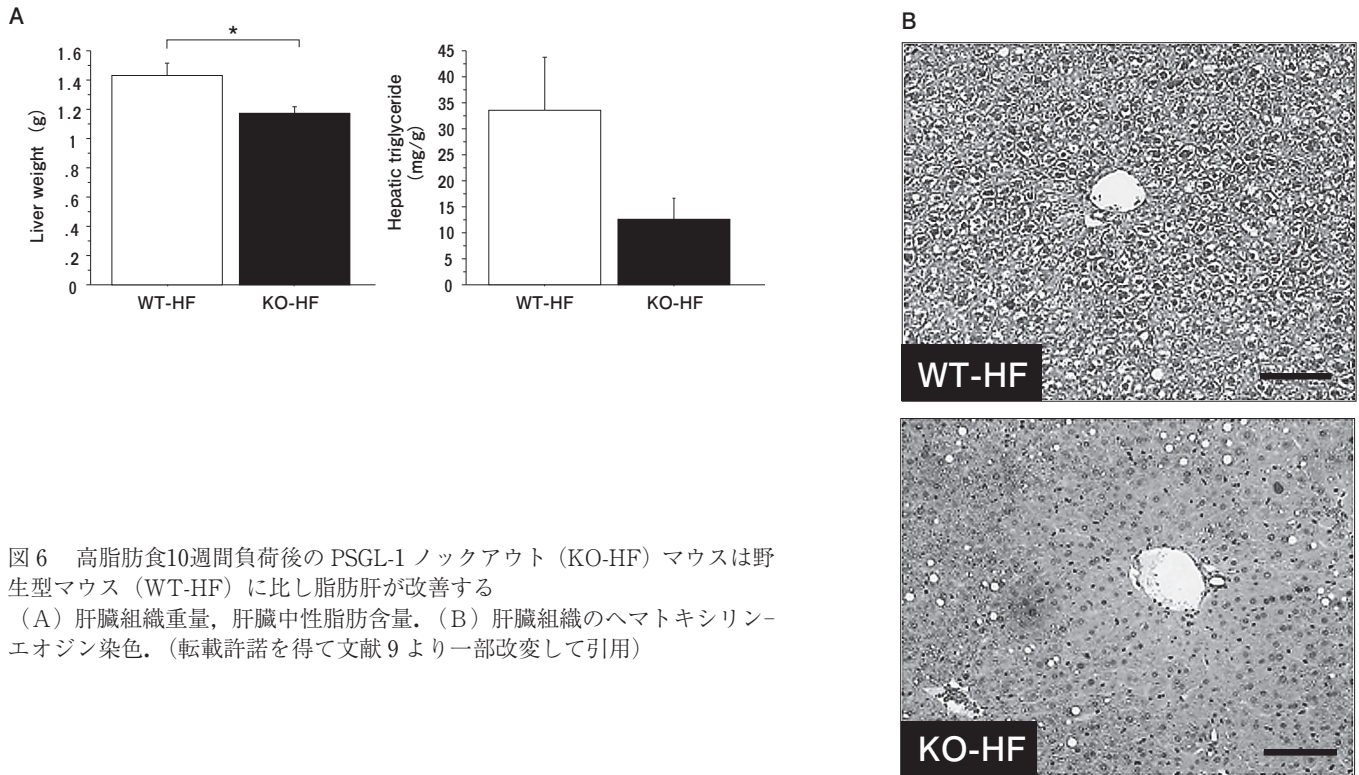 A
*
Liver weight (g)
1.6
1.4
1.2
1
.8
.6
.4
.2
0
WT-HF KO-HF
Hepatic triglyceride
(mg/g)
45
40
35
30
25
20
15
10
5
0
WT-HF KO-HF
B
WT-HF
KO-HF
図 6 高脂肪食10週間負荷後の PSGL-1 ノックアウト（KO-HF）マウスは野
生型マウス（WT-HF）に比し脂肪肝が改善する
（A）肝臓組織重量，肝臓中性脂肪含量．（B）肝臓組織のヘマトキシリン-
エオジン染色．（転載許諾を得て文献 9 より一部改変して引用）